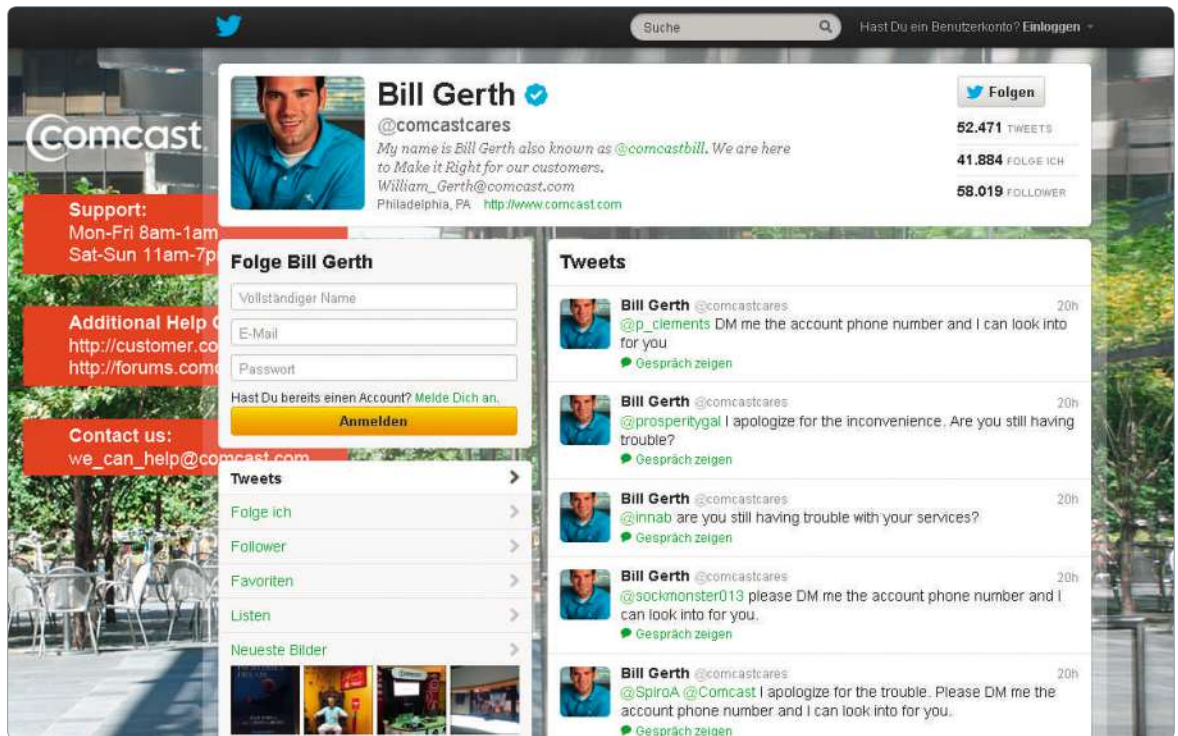 Suche
Hast Du ein Benutzerkonto? Einloggen
comcast
Support:
Mon-Fri 8am-1am
Sat-Sun 11am-7p
Additional Help
http://customer.co
http://forums.comc
Contact us:
we_can_help@comcast.com
Bill Gerth
@comcastcares
My name is Bill Gerth also known as @comcastbill. We are here
to Make it Right for our customers.
William_Gerth@comcast.com
Philadelphia, PA http://www.comcast.com
Folgen
52.471 TWEETS
41.884 FOLGE ICH
58.019 FOLLOWER
Folge Bill Gerth
Vollständiger Name
E-Mail
Passwort
Hast Du bereits einen Account? Melde Dich an.
Anmelden
Tweets
Folge ich
Follower
Favoriten
Listen
Neueste Bilder
Tweets
Bill Gerth @comcastcares 20h
@p_clements DM me the account phone number and I can look into
for you
Gespräch zeigen
Bill Gerth @comcastcares 20h
@prosperitygal I apologize for the inconvenience. Are you still having
trouble?
Gespräch zeigen
Bill Gerth @comcastcares 20h
@innab are you still having trouble with your services?
Gespräch zeigen
Bill Gerth @comcastcares 20h
@sockmonster013 please DM me the account phone number and I
can look into for you.
Gespräch zeigen
Bill Gerth @comcastcares 20h
@SpiroA @Comcast I apologize for the trouble. Please DM me the
account phone number and I can look into for you.
Gespräch zeigen